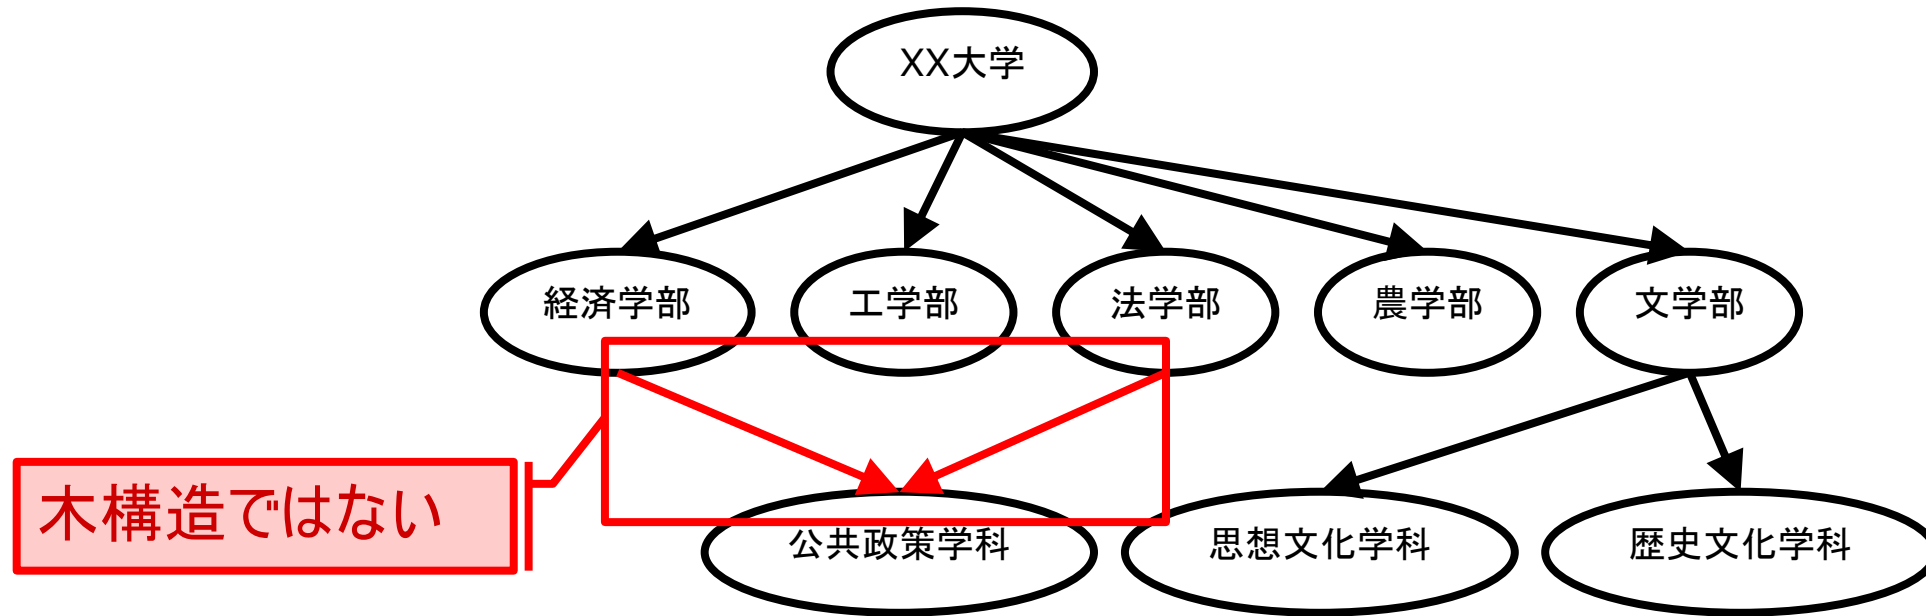 XX大学
経済学部
工学部
法学部
農学部
文学部
木構造ではない
公共政策学科
思想文化学科
歴史文化学科